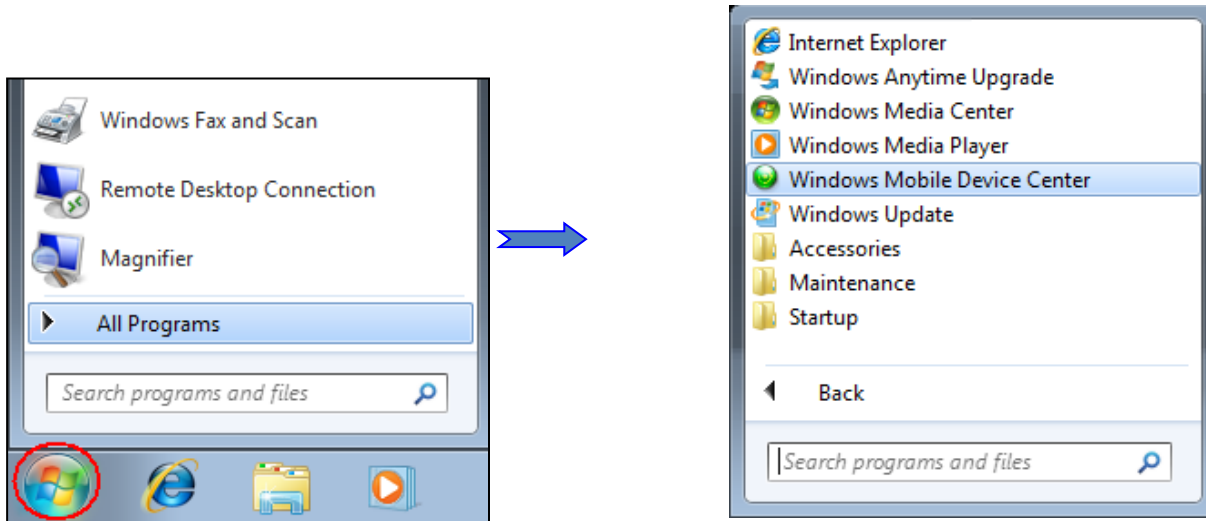 Windows Fax and Scan
Remote Desktop Connection
Magnifier
All Programs
Search programs and files
Internet Explorer
Windows Anytime Upgrade
Windows Media Center
Windows Media Player
Windows Mobile Device Center
Windows Update
Accessories
Maintenance
Startup
Back
Search programs and files